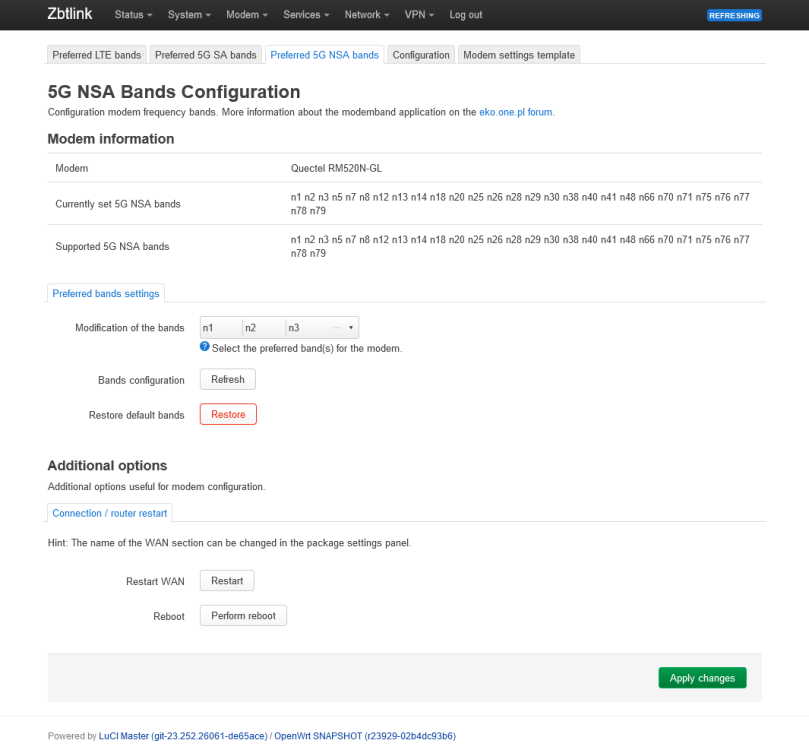 Zbtlink Status System Modem Services Network VPN Log out REFRESHING
Preferred LTE bands Preferred 5G SA bands Preferred 5G NSA bands Configuration Modem settings template
5G NSA Bands Configuration
Configuration modem frequency bands. More information about the modemband application on the eko.one.pl forum.
Modem information
Modem Quectel RM520N-GL
Currently set 5G NSA bands n1 n2 n3 n5 n7 n8 n12 n13 n14 n18 n20 n25 n26 n28 n29 n30 n38 n40 n41 n48 n66 n70 n71 n75 n76 n77
n78 n79
Supported 5G NSA bands n1 n2 n3 n5 n7 n8 n12 n13 n14 n18 n20 n25 n26 n28 n29 n30 n38 n40 n41 n48 n66 n70 n71 n75 n76 n77
n78 n79
Preferred bands settings
Modification of the bands n1 n2 n3 ...
? Select the preferred band(s) for the modem.
Bands configuration Refresh
Restore default bands Restore
Additional options
Additional options useful for modem configuration.
Connection / router restart
Hint: The name of the WAN section can be changed in the package settings panel.
Restart WAN Restart
Reboot Perform reboot
Apply changes
Powered by LuCI Master (git-23.252.26061-de65ace) / OpenWrt SNAPSHOT (r23929-02b4dc93b6)